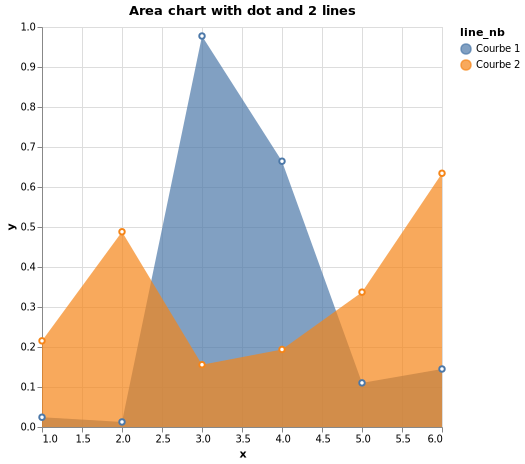 Area chart with dot and 2 lines
line_nb
Courbe 1
Courbe 2
y
1.0
0.9
0.8
0.7
0.6
0.5
0.4
0.3
0.2
0.1
0.0
1.0 1.5 2.0 2.5 3.0 3.5 4.0 4.5 5.0 5.5 6.0
x